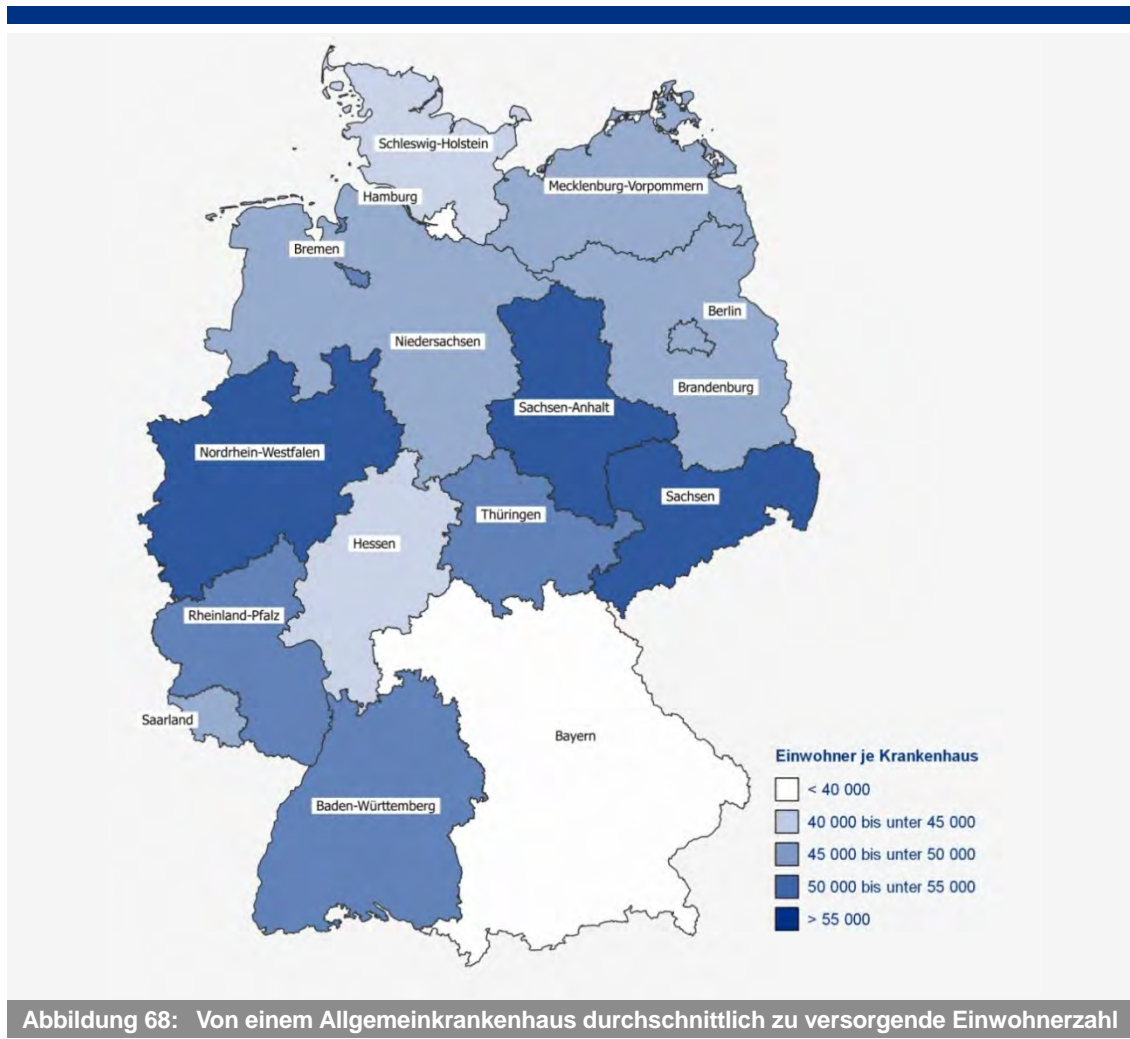 Schleswig-Holstein
Mecklenburg-Vorpommern
Hamburg
Bremen
Berlin
Niedersachsen
Brandenburg
Sachsen-Anhalt
Nordrhein-Westfalen
Sachsen
Thüringen
Hessen
Rheinland-Pfalz
Saarland
Bayern
Baden-Württemberg
Einwohner je Krankenhaus
< 40 000
40 000 bis unter 45 000
45 000 bis unter 50 000
50 000 bis unter 55 000
> 55 000
Abbildung 68: Von einem Allgemeinkrankenhaus durchschnittlich zu versorgende Einwohnerzahl